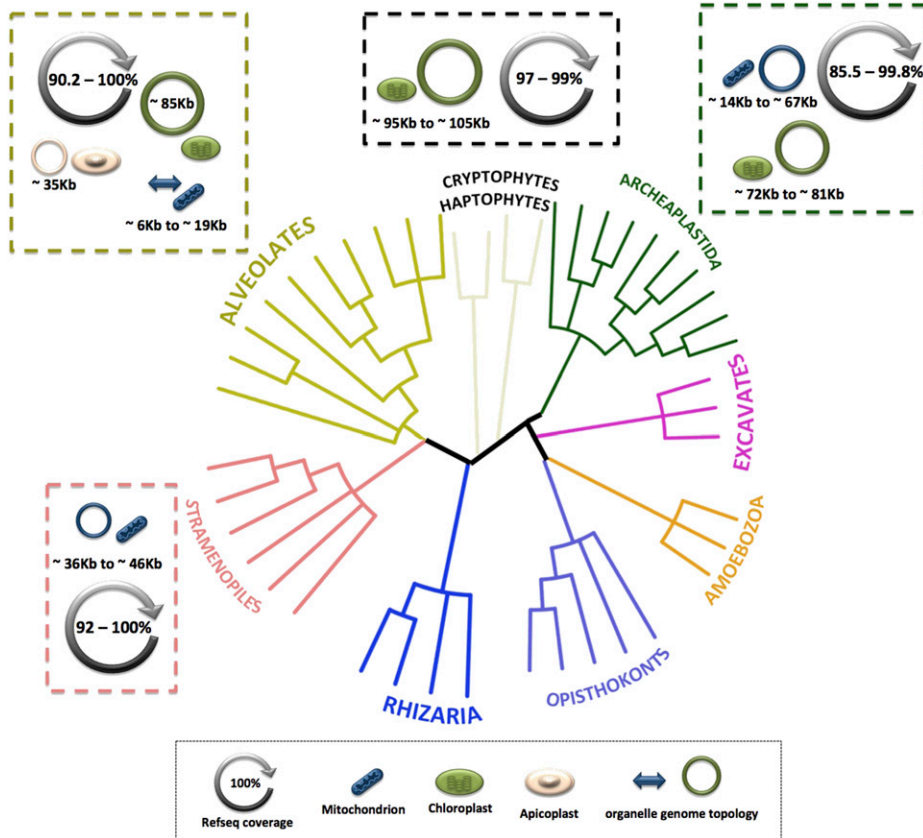 90.2 – 100%
~ 85Kb
~ 35Kb
~ 6Kb to ~ 19Kb
97 – 99%
~ 95Kb to ~ 105Kb
85.5 – 99.8%
~ 14Kb to ~ 67Kb
~ 72Kb to ~ 81Kb
CRYPTOPHYTES
HAPTOPHYTES
ALVEOLATES
ARCHEAPLASTIDA
EXCAVATES
AMOEBOZOA
OPISTHOKONTS
RHIZARIA
STRAMENOPILES
~ 36Kb to ~ 46Kb
92 – 100%
100%
Refseq coverage
Mitochondrion
Chloroplast
Apicoplast
organelle genome topology